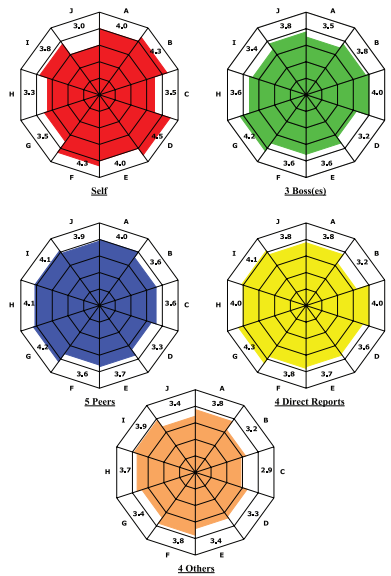 J A
3.0 4.0
I B
3.8 4.3
H 3.3 3.5 C
3.5 4.5
G D
4.3 4.0
F E
Self
J A
3.8 3.5
I B
3.4 3.8
H 3.6 4.0 C
4.2 3.2
G D
3.6 3.6
F E
3 Boss(es)
J A
3.9 4.0
I B
4.1 3.6
H 4.1 3.6 C
4.2 3.3
G D
3.6 3.7
F E
5 Peers
J A
3.8 3.8
I B
4.1 3.2
H 4.0 4.0 C
4.3 3.6
G D
3.8 3.7
F E
4 Direct Reports
J A
3.4 3.8
I B
3.9 3.2
H 3.7 2.9 C
3.4 3.3
G D
3.8 3.4
F E
4 Others